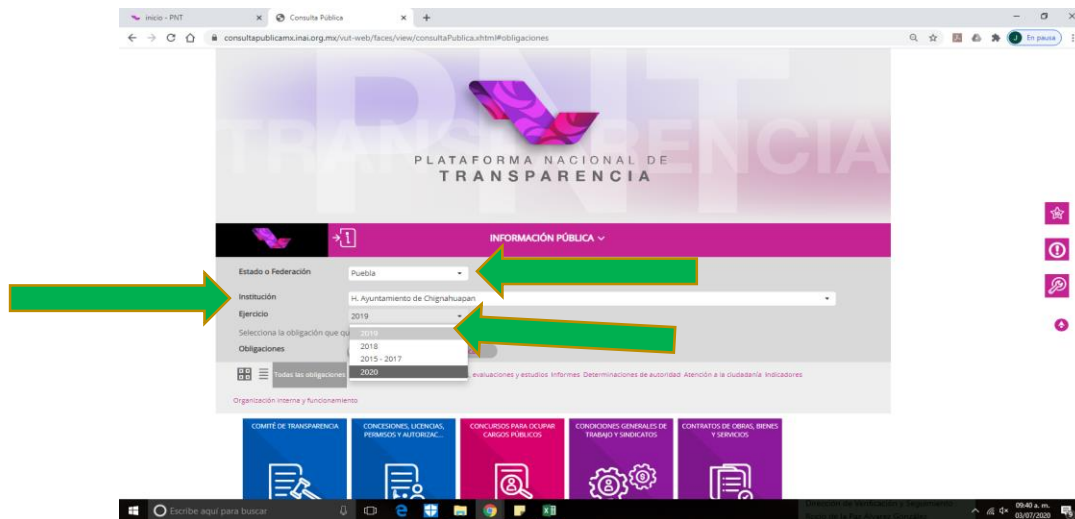 inicio - PNT
Consulta Pública
consultapublicamx.inai.org.mx/vut-web/faces/view/consultaPublica.xhtml#obligaciones
En pausa
PNT
TRANSPARENCIA
PLATAFORMA NACIONAL DE
TRANSPARENCIA
INFORMACIÓN PÚBLICA
Estado o Federación
Puebla
Institución
H. Ayuntamiento de Chignahuapan
Ejercicio
2019
Selecciona la obligación que qu
2019
Obligaciones
2018
2015 - 2017
2020
Todas las obligaciones
, evaluaciones y estudios Informes Determinaciones de autoridad Atención a la ciudadanía Indicadores
Organización interna y funcionamiento
COMITÉ DE TRANSPARENCIA
CONCESIONES, LICENCIAS,
PERMISOS Y AUTORIZAC...
CONCURSOS PARA OCUPAR
CARGOS PÚBLICOS
CONDICIONES GENERALES DE
TRABAJO Y SINDICATOS
CONTRATOS DE OBRAS, BIENES
Y SERVICIOS
Escribe aquí para buscar
09:40 a. m.
03/07/2020